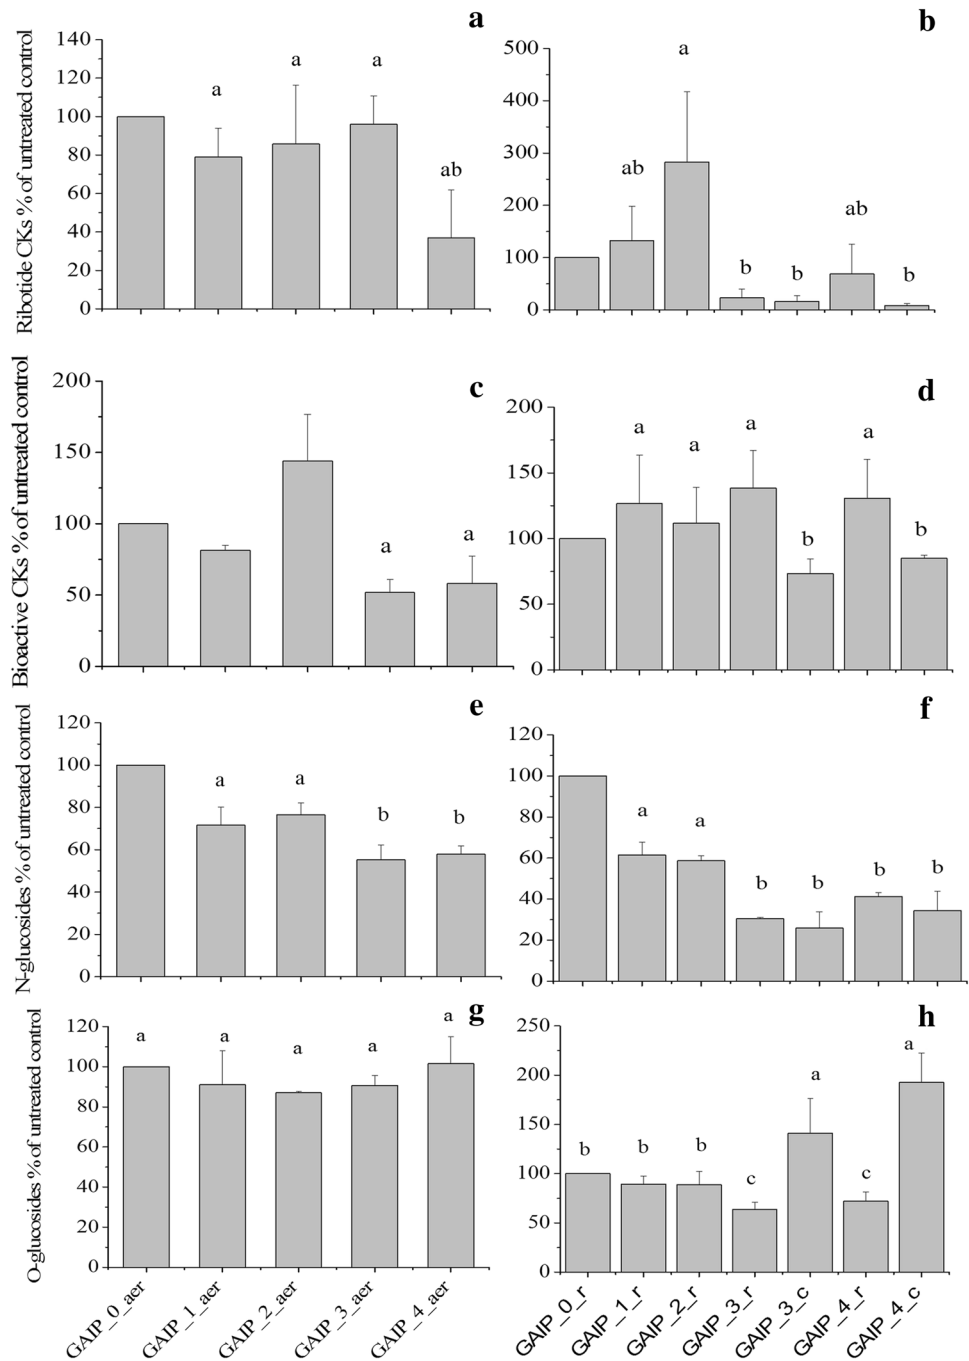 a
Ribotide CKs % of untreated control
140
120
100
80
60
40
20
0
a
a
a
ab
b
500
400
300
200
100
0
ab
a
b
b
ab
b
c
Bioactive CKs % of untreated control
200
150
100
50
0
a
a
d
200
150
100
50
0
a
a
a
b
a
b
e
N-glucosides % of untreated control
120
100
80
60
40
20
0
a
a
b
b
f
120
100
80
60
40
20
0
a
a
b
b
b
b
g
O-glucosides % of untreated control
120
100
80
60
40
20
0
a
a
a
a
a
GAIP_0_aer
GAIP_1_aer
GAIP_2_aer
GAIP_3_aer
GAIP_4_aer
h
250
200
150
100
50
0
b
b
b
c
a
c
a
GAIP_0_r
GAIP_1_r
GAIP_2_r
GAIP_3_r
GAIP_3_c
GAIP_4_r
GAIP_4_c